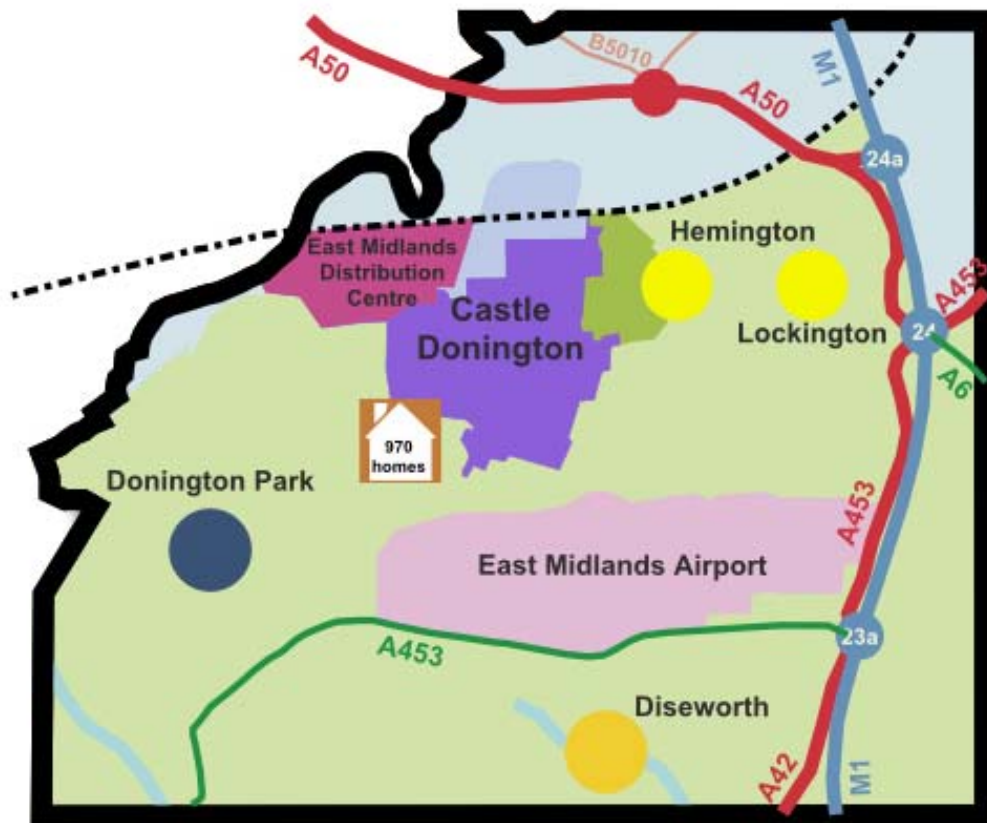 B5010
A50
A50
M1
24a
East Midlands
Distribution
Centre
Hemington
Castle
Donington
Lockington
24
A453
A6
970
homes
Donington Park
A453
East Midlands Airport
23a
A453
Diseworth
A42
M1